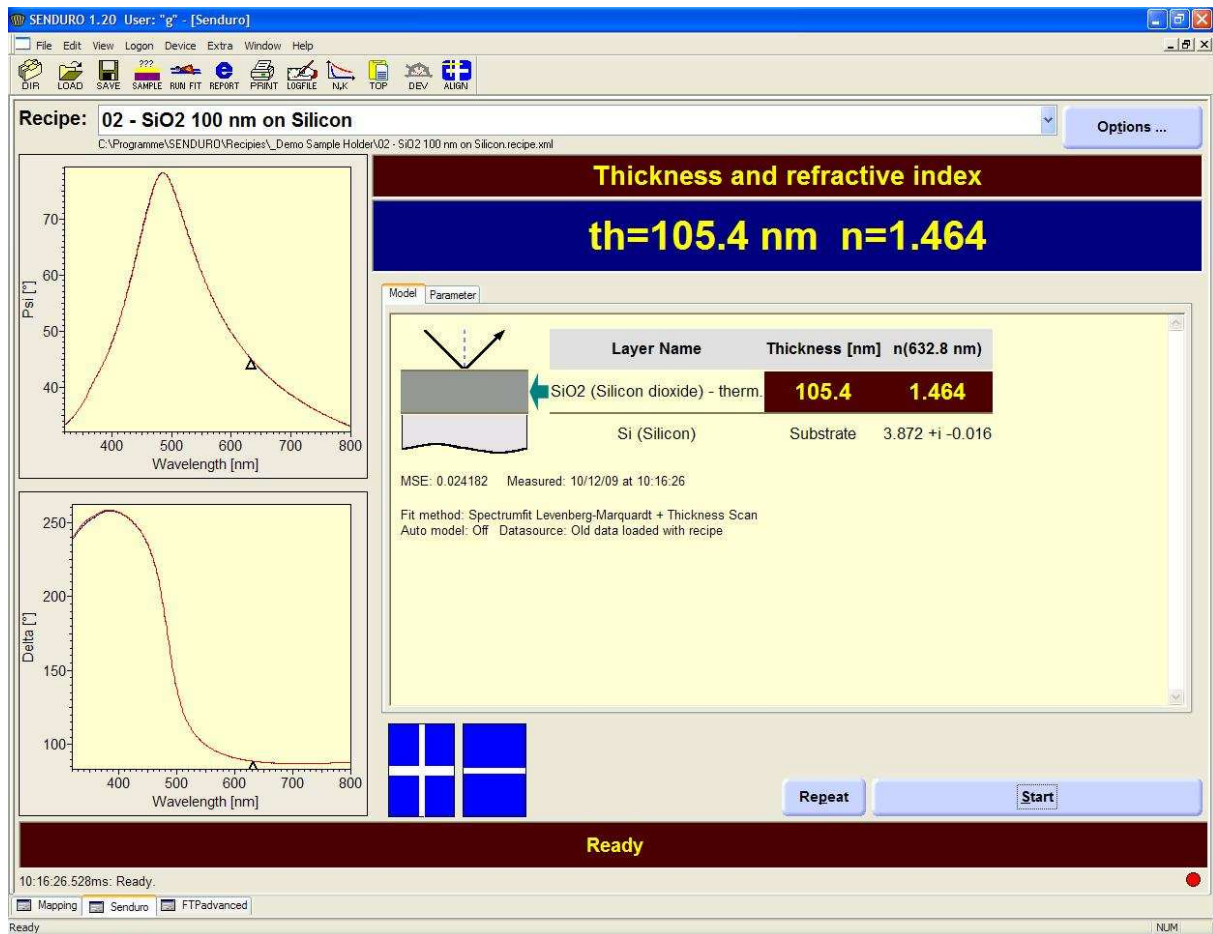 SENDURO 1.20 User: "g" - [Senduro]
File Edit View Logon Device Extra Window Help
???
DIR LOAD SAVE SAMPLE RUN FIT REPORT PRINT LOGFILE N,K TOP DEV ALIGN
Recipe: 02 - SiO2 100 nm on Silicon
Options ...
C:\Programme\SENDURO\Recipies\_Demo Sample Holder\02 - SiO2 100 nm on Silicon.recipe.xml
Thickness and refractive index
th=105.4 nm n=1.464
70
60
50
40
Psi [°]
400 500 600 700 800
Wavelength [nm]
Model Parameter
Layer Name Thickness [nm] n(632.8 nm)
SiO2 (Silicon dioxide) - therm. 105.4 1.464
Si (Silicon) Substrate 3.872 +i -0.016
MSE: 0.024182 Measured: 10/12/09 at 10:16:26
Fit method: Spectrumfit Levenberg-Marquardt + Thickness Scan
Auto model: Off Datasource: Old data loaded with recipe
250
200
150
100
Delta [°]
400 500 600 700 800
Wavelength [nm]
Repeat Start
Ready
10:16:26.528ms: Ready.
Mapping Senduro FTPadvanced
Ready NUM